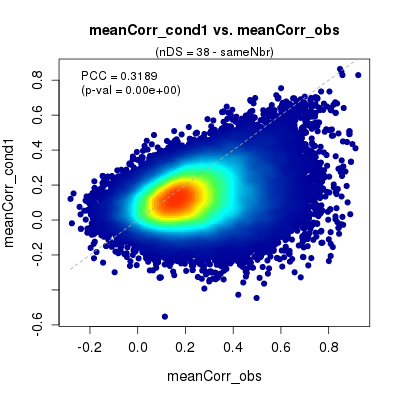 meanCorr_cond1 vs. meanCorr_obs
(nDS = 38 - sameNbr)
PCC = 0.3189
(p-val = 0.00e+00)
meanCorr_cond1
0.8
0.6
0.4
0.2
0.0
-0.2
-0.6
-0.2
0.0
0.2
0.4
0.6
0.8
meanCorr_obs